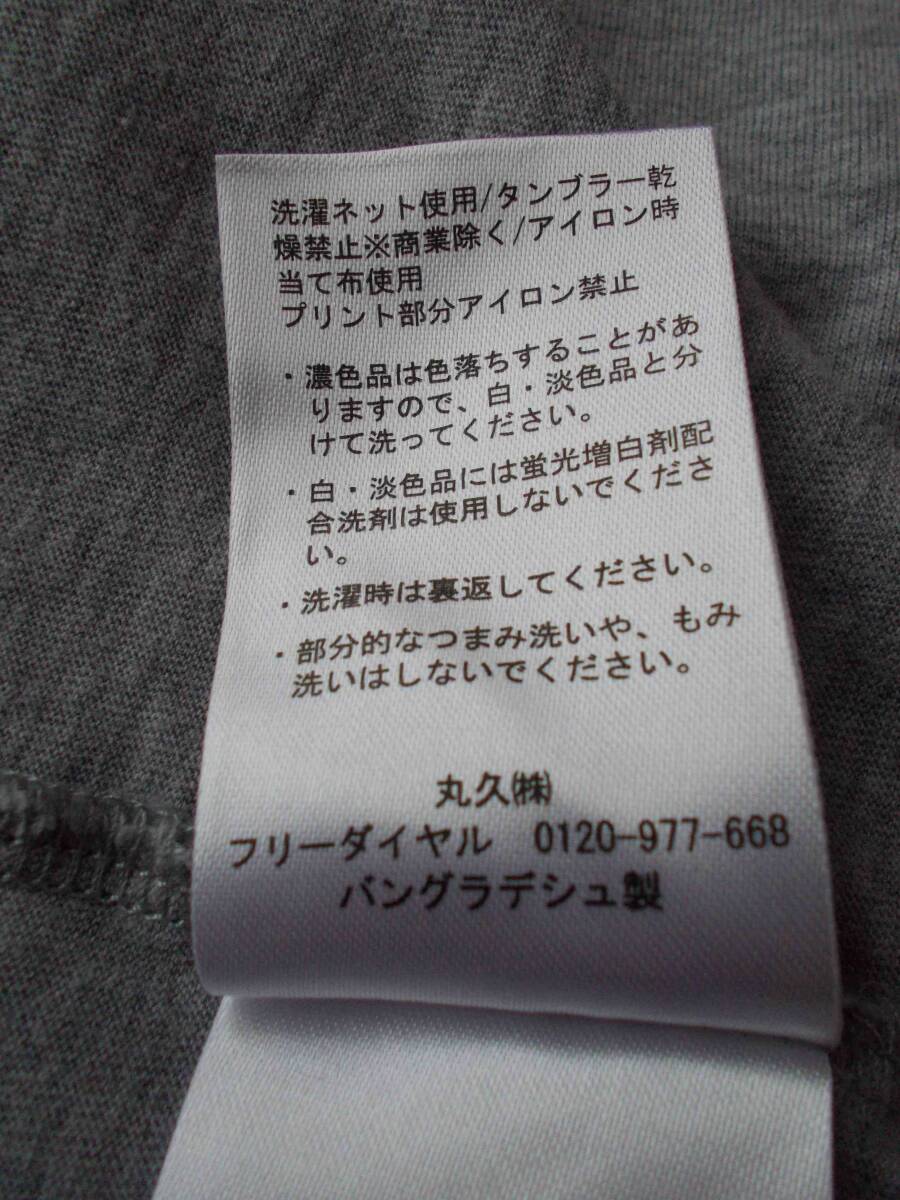 洗濯ネット使用/タンブラー乾
燥禁止※商業除く/アイロン時
当て布使用
プリント部分アイロン禁止
・濃色品は色落ちすることがあ
りますので、白・淡色品と分
けて洗ってください。
・白・淡色品には蛍光増白剤配
合洗剤は使用しないでくださ
い。
・洗濯時は裏返してください。
・部分的なつまみ洗いや、もみ
洗いはしないでください。
丸久㈱
フリーダイヤル 0120-977-668
バングラデシュ製